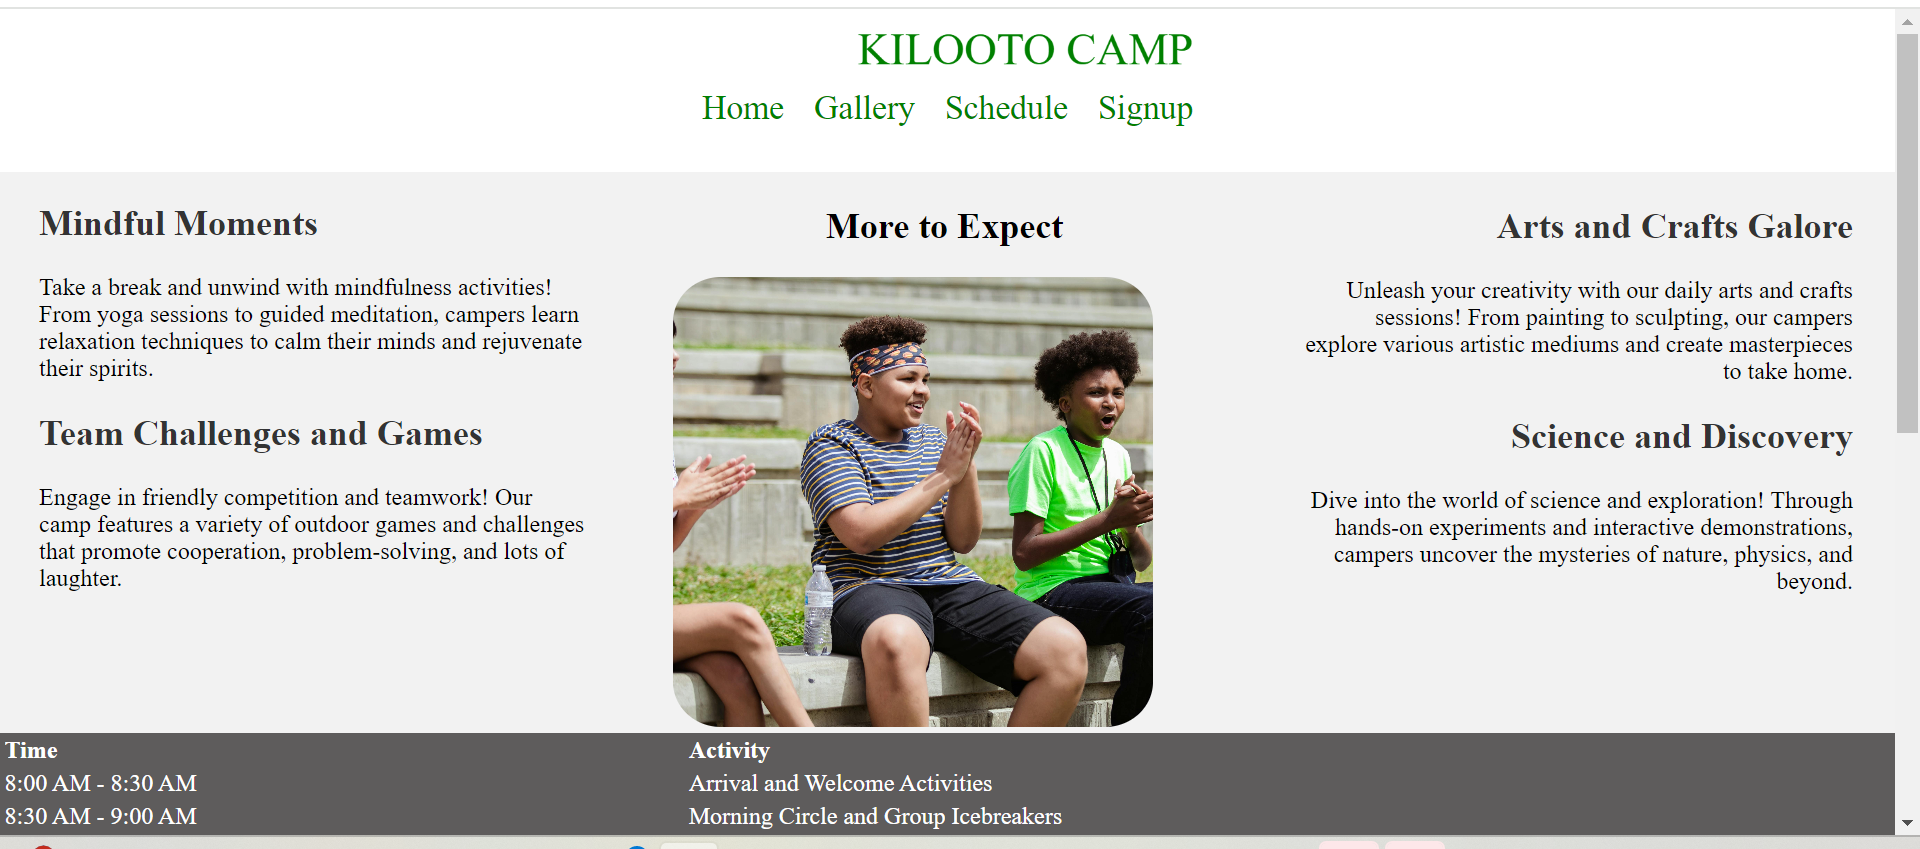 KILOOTO CAMP
Home Gallery Schedule Signup
Mindful Moments
Take a break and unwind with mindfulness activities!
From yoga sessions to guided meditation, campers learn
relaxation techniques to calm their minds and rejuvenate
their spirits.
Team Challenges and Games
Engage in friendly competition and teamwork! Our
camp features a variety of outdoor games and challenges
that promote cooperation, problem-solving, and lots of
laughter.
More to Expect
Arts and Crafts Galore
Unleash your creativity with our daily arts and crafts
sessions! From painting to sculpting, our campers
explore various artistic mediums and create masterpieces
to take home.
Science and Discovery
Dive into the world of science and exploration! Through
hands-on experiments and interactive demonstrations,
campers uncover the mysteries of nature, physics, and
beyond.
Time Activity
8:00 AM - 8:30 AM Arrival and Welcome Activities
8:30 AM - 9:00 AM Morning Circle and Group Icebreakers